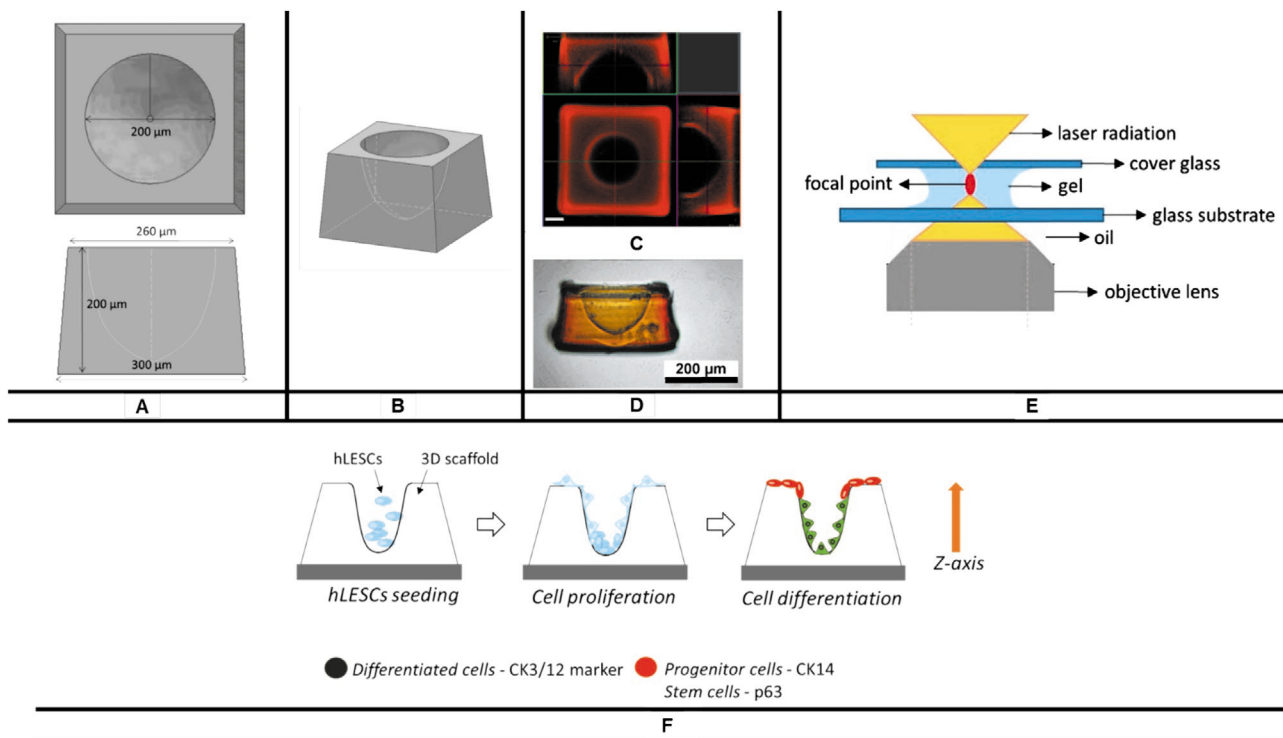 200 µm
260 µm
200 µm
300 µm
A
B
C
200 µm
D
laser radiation
cover glass
focal point
gel
glass substrate
oil
objective lens
E
hLESCs
3D scaffold
hLESCs seeding
Cell proliferation
Cell differentiation
Z-axis
Differentiated cells - CK3/12 marker
Progenitor cells - CK14
Stem cells - p63
F